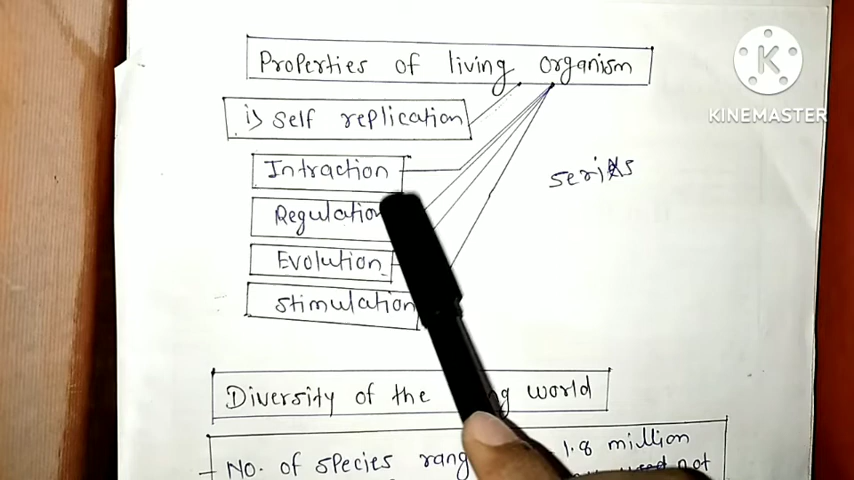 Properties of living organism
i) Self replication
Intraction
Regulation
Evolution
Stimulation
series
Diversity of the world
No. of species 1.8 million
not
KINEMASTER